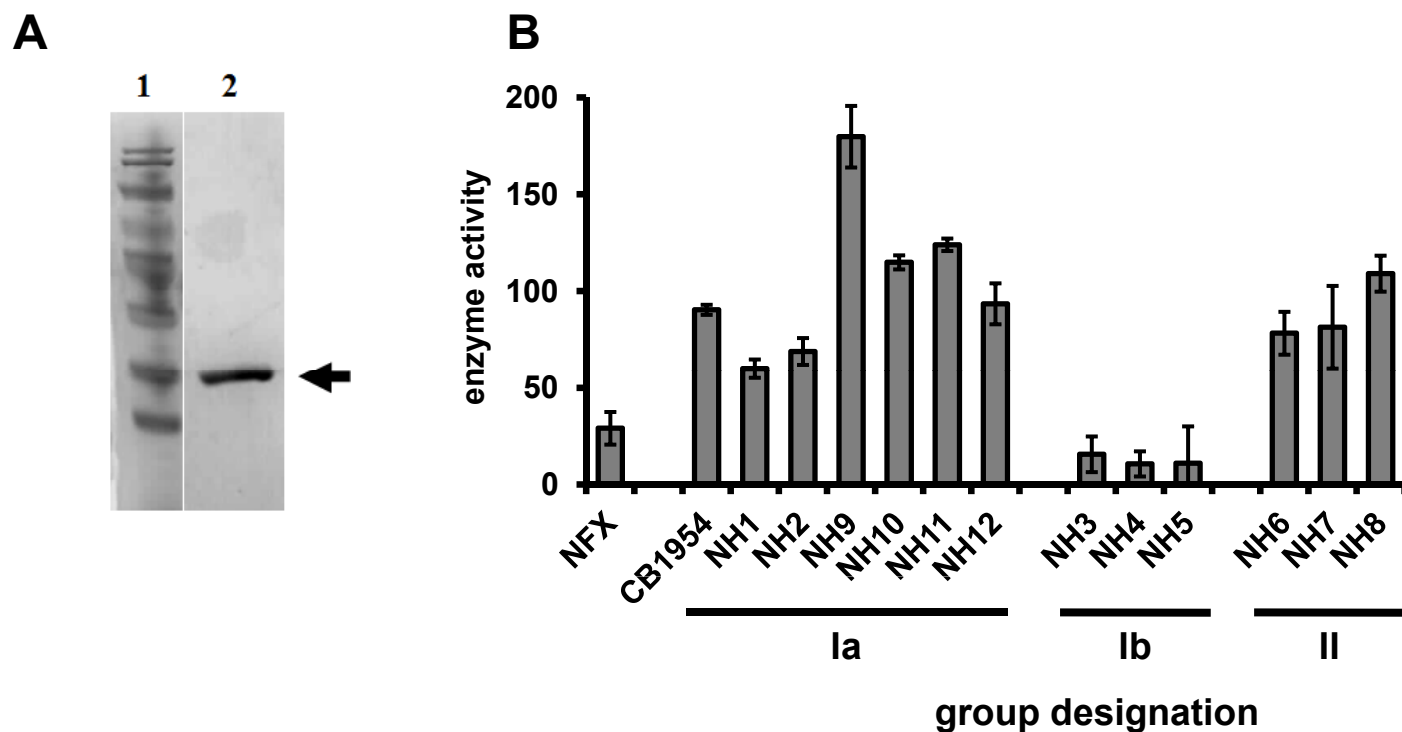 A
B
1 2
200
150
100
50
0
enzyme activity
NFX
CB1954
NH1
NH2
NH9
NH10
NH11
NH12
NH3
NH4
NH5
NH6
NH7
NH8
Ia
Ib
II
group designation